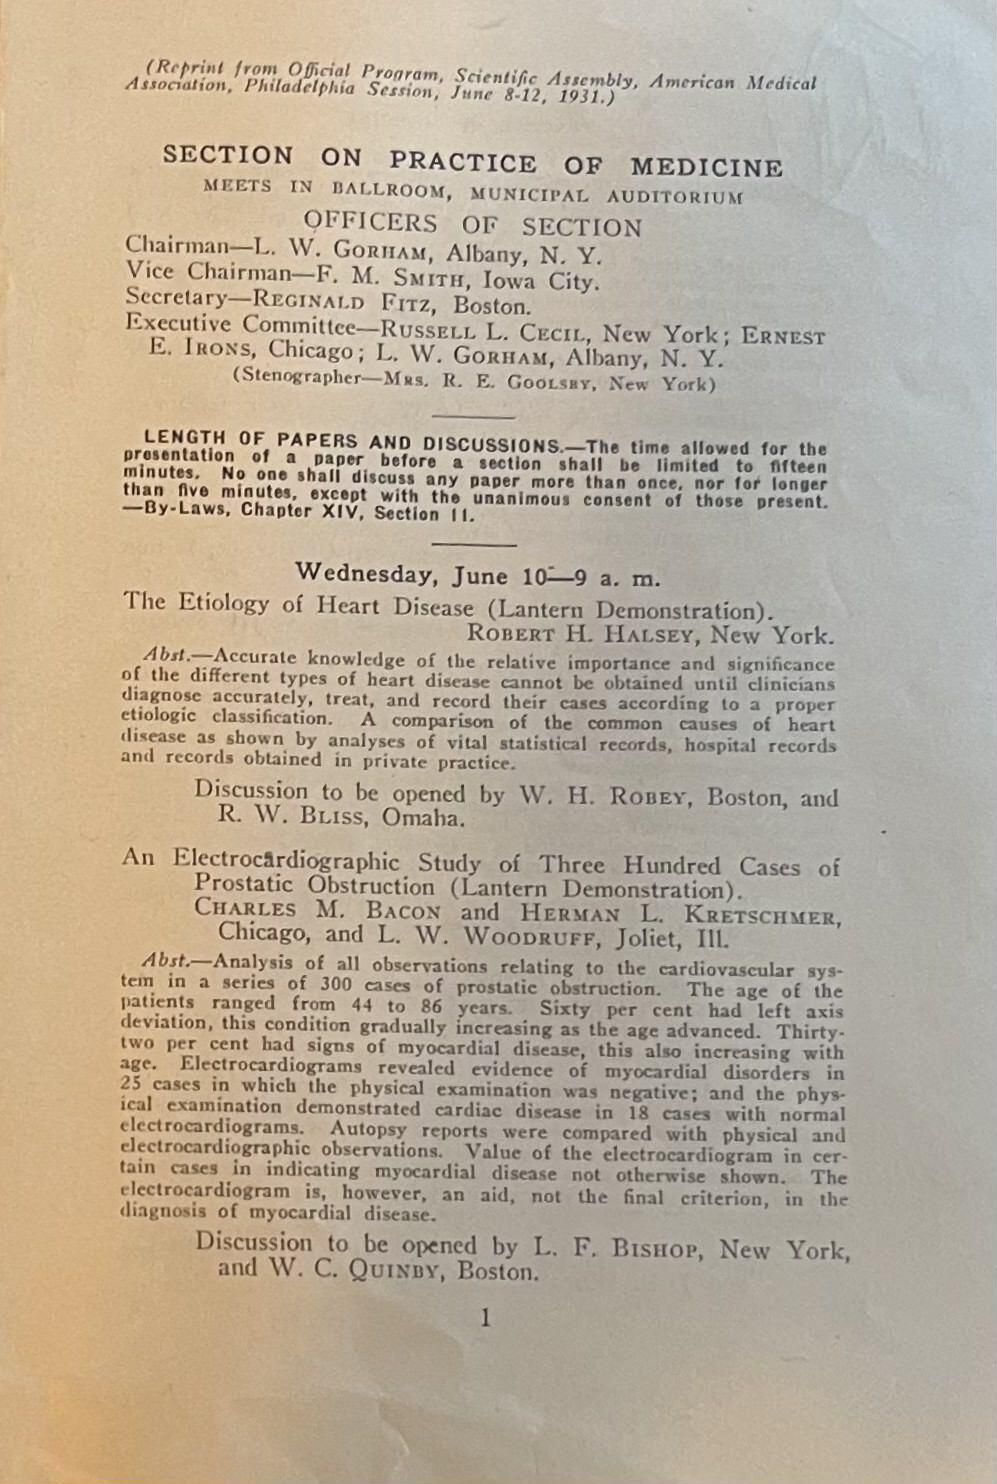 (Reprint from Official Program, Scientific Assembly, American Medical
Association, Philadelphia Session, June 8-12, 1931.)
SECTION ON PRACTICE OF MEDICINE
MEETS IN BALLROOM, MUNICIPAL AUDITORIUM
OFFICERS OF SECTION
Chairman—L. W. GORHAM, Albany, N. Y.
Vice Chairman—F. M. SMITH, Iowa City.
Secretary—REGINALD FITZ, Boston.
Executive Committee—RUSSELL L. CECIL, New York; ERNEST
E. IRONS, Chicago; L. W. GORHAM, Albany, N. Y.
(Stenographer—MRS. R. E. GOOLSBY, New York)
LENGTH OF PAPERS AND DISCUSSIONS.—The time allowed for the
presentation of a paper before a section shall be limited to fifteen
minutes. No one shall discuss any paper more than once, nor for longer
than five minutes, except with the unanimous consent of those present.
—By-Laws, Chapter XIV, Section 11.
Wednesday, June 10—9 a. m.
The Etiology of Heart Disease (Lantern Demonstration).
ROBERT H. HALSEY, New York.
Abst.—Accurate knowledge of the relative importance and significance
of the different types of heart disease cannot be obtained until clinicians
diagnose accurately, treat, and record their cases according to a proper
etiologic classification. A comparison of the common causes of heart
disease as shown by analyses of vital statistical records, hospital records
and records obtained in private practice.
Discussion to be opened by W. H. ROBEY, Boston, and
R. W. BLISS, Omaha.
An Electrocardiographic Study of Three Hundred Cases of
Prostatic Obstruction (Lantern Demonstration).
CHARLES M. BACON and HERMAN L. KRETSCHMER,
Chicago, and L. W. WOODRUFF, Joliet, Ill.
Abst.—Analysis of all observations relating to the cardiovascular sys-
tem in a series of 300 cases of prostatic obstruction. The age of the
patients ranged from 44 to 86 years. Sixty per cent had left axis
deviation, this condition gradually increasing as the age advanced. Thirty-
two per cent had signs of myocardial disease, this also increasing with
age. Electrocardiograms revealed evidence of myocardial disorders in
25 cases in which the physical examination was negative; and the phys-
ical examination demonstrated cardiac disease in 18 cases with normal
electrocardiograms. Autopsy reports were compared with physical and
electrocardiographic observations. Value of the electrocardiogram in cer-
tain cases in indicating myocardial disease not otherwise shown. The
electrocardiogram is, however, an aid, not the final criterion, in the
diagnosis of myocardial disease.
Discussion to be opened by L. F. BISHOP, New York,
and W. C. QUINBY, Boston.
1